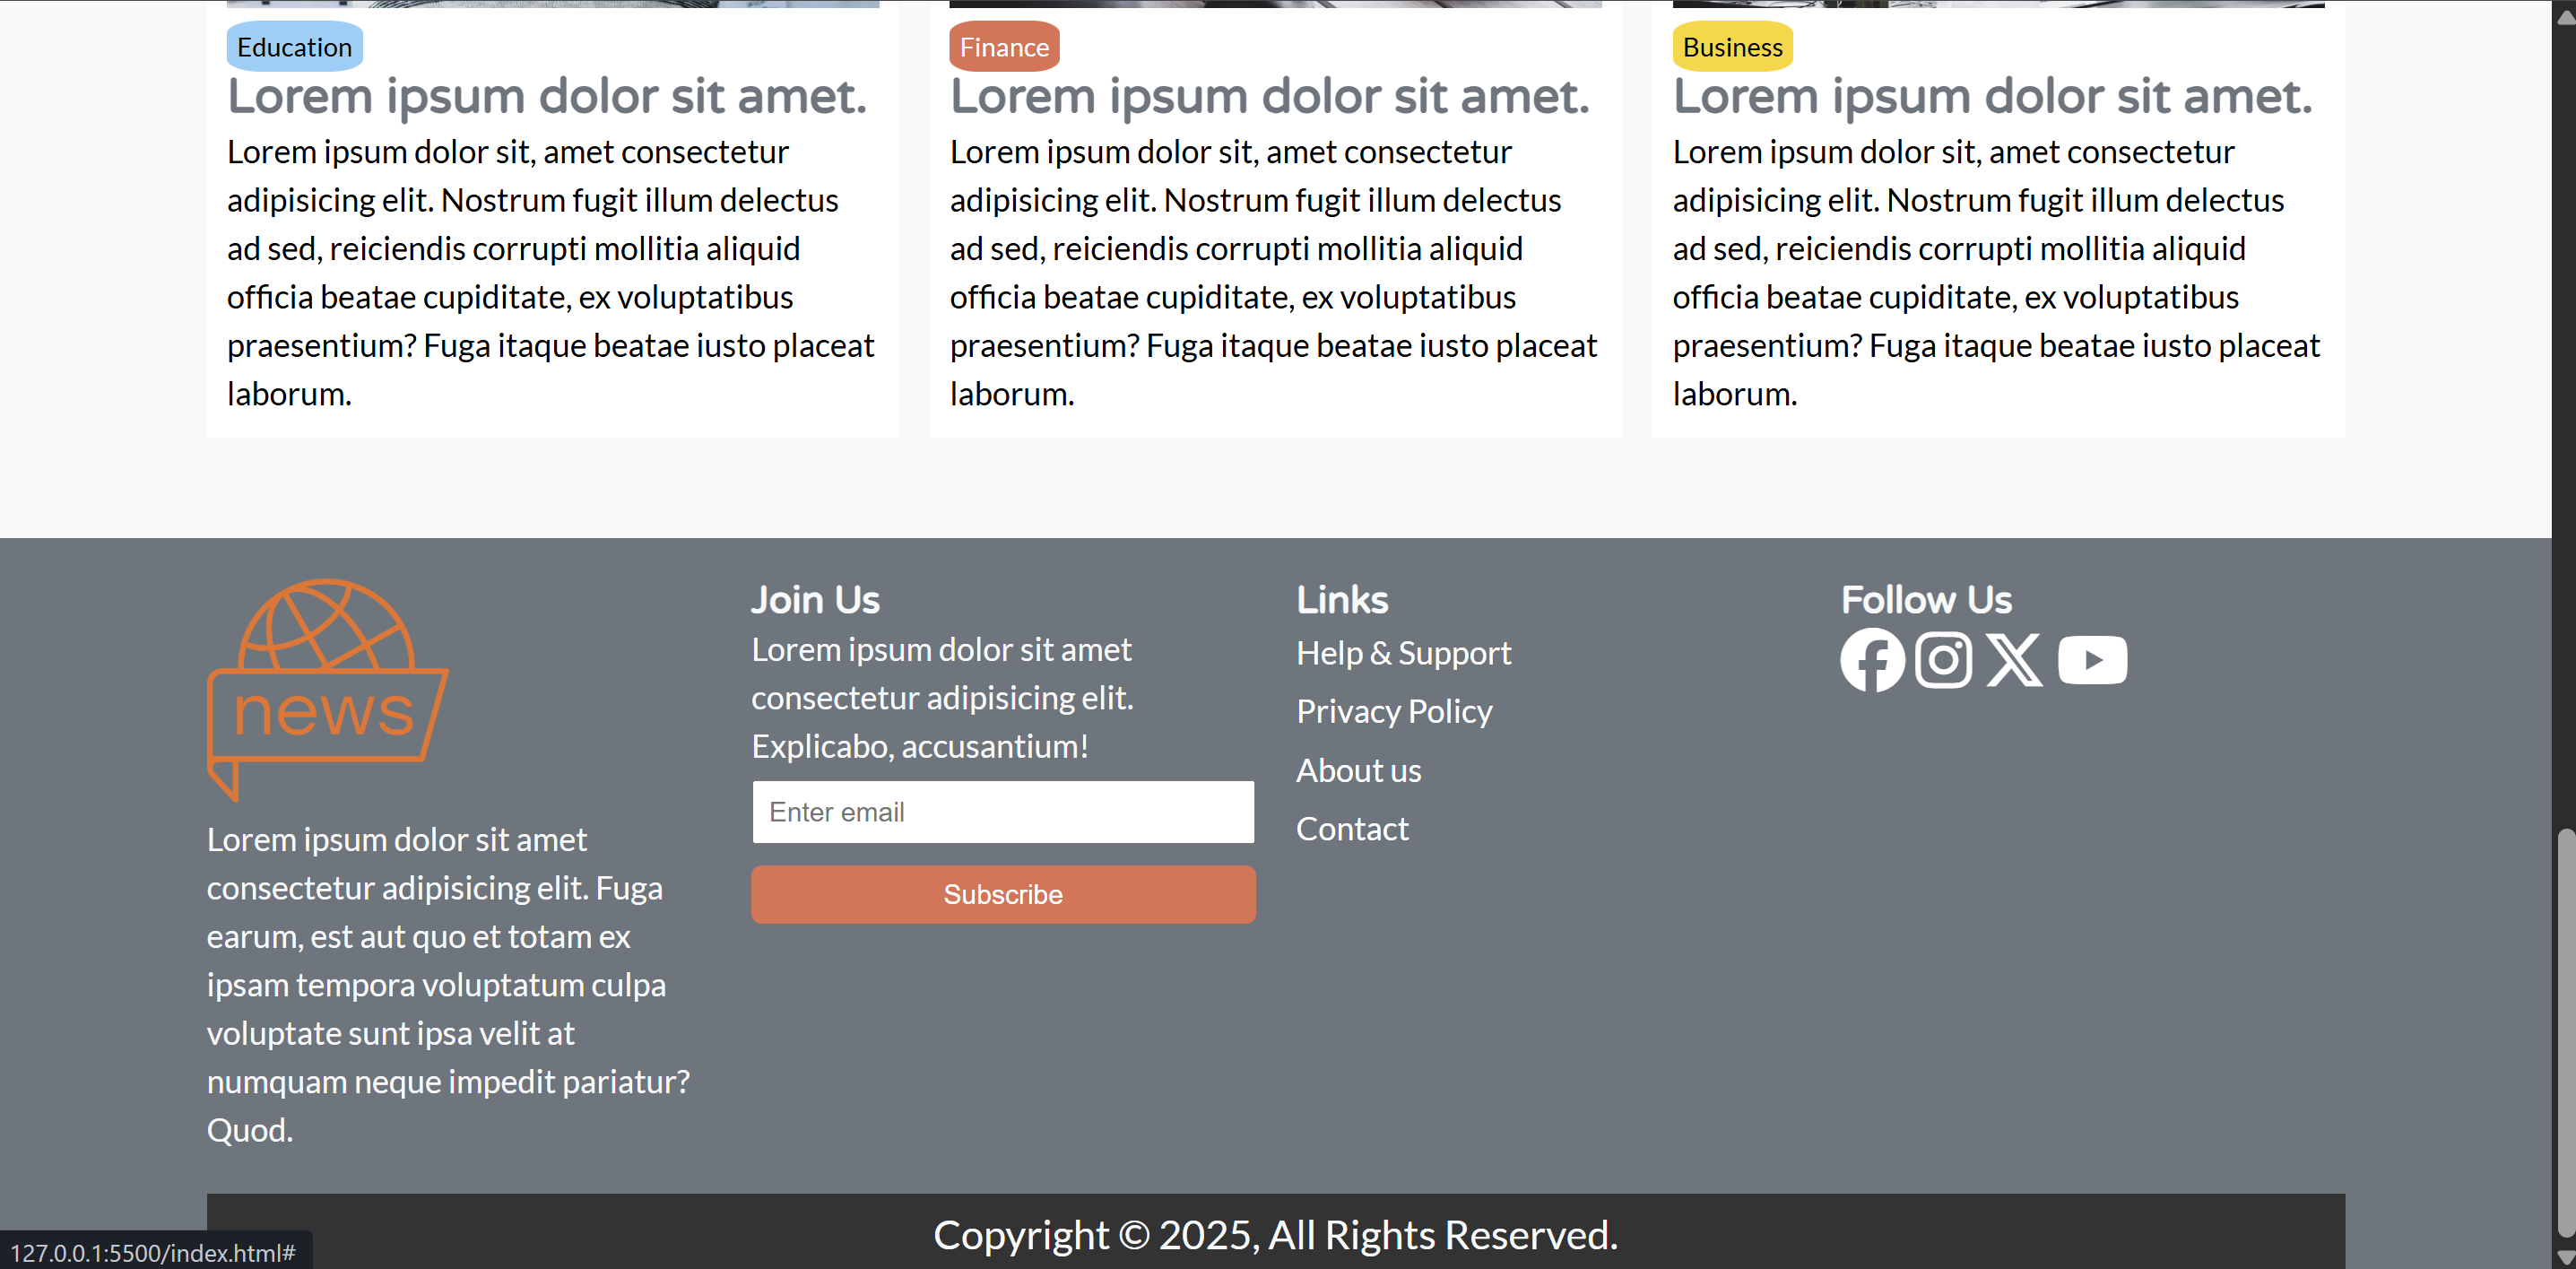 Education
Lorem ipsum dolor sit amet.
Lorem ipsum dolor sit, amet consectetur
adipisicing elit. Nostrum fugit illum delectus
ad sed, reiciendis corrupti mollitia aliquid
officia beatae cupiditate, ex voluptatibus
praesentium? Fuga itaque beatae iusto placeat
laborum.
Finance
Lorem ipsum dolor sit amet.
Lorem ipsum dolor sit, amet consectetur
adipisicing elit. Nostrum fugit illum delectus
ad sed, reiciendis corrupti mollitia aliquid
officia beatae cupiditate, ex voluptatibus
praesentium? Fuga itaque beatae iusto placeat
laborum.
Business
Lorem ipsum dolor sit amet.
Lorem ipsum dolor sit, amet consectetur
adipisicing elit. Nostrum fugit illum delectus
ad sed, reiciendis corrupti mollitia aliquid
officia beatae cupiditate, ex voluptatibus
praesentium? Fuga itaque beatae iusto placeat
laborum.
news
Lorem ipsum dolor sit amet
consectetur adipisicing elit. Fuga
earum, est aut quo et totam ex
ipsam tempora voluptatum culpa
voluptate sunt ipsa velit at
numquam neque impedit pariatur?
Quod.
Join Us
Lorem ipsum dolor sit amet
consectetur adipisicing elit.
Explicabo, accusantium!
Enter email
Subscribe
Links
Help & Support
Privacy Policy
About us
Contact
Follow Us
Copyright © 2025, All Rights Reserved.
127.0.0.1:5500/index.html#